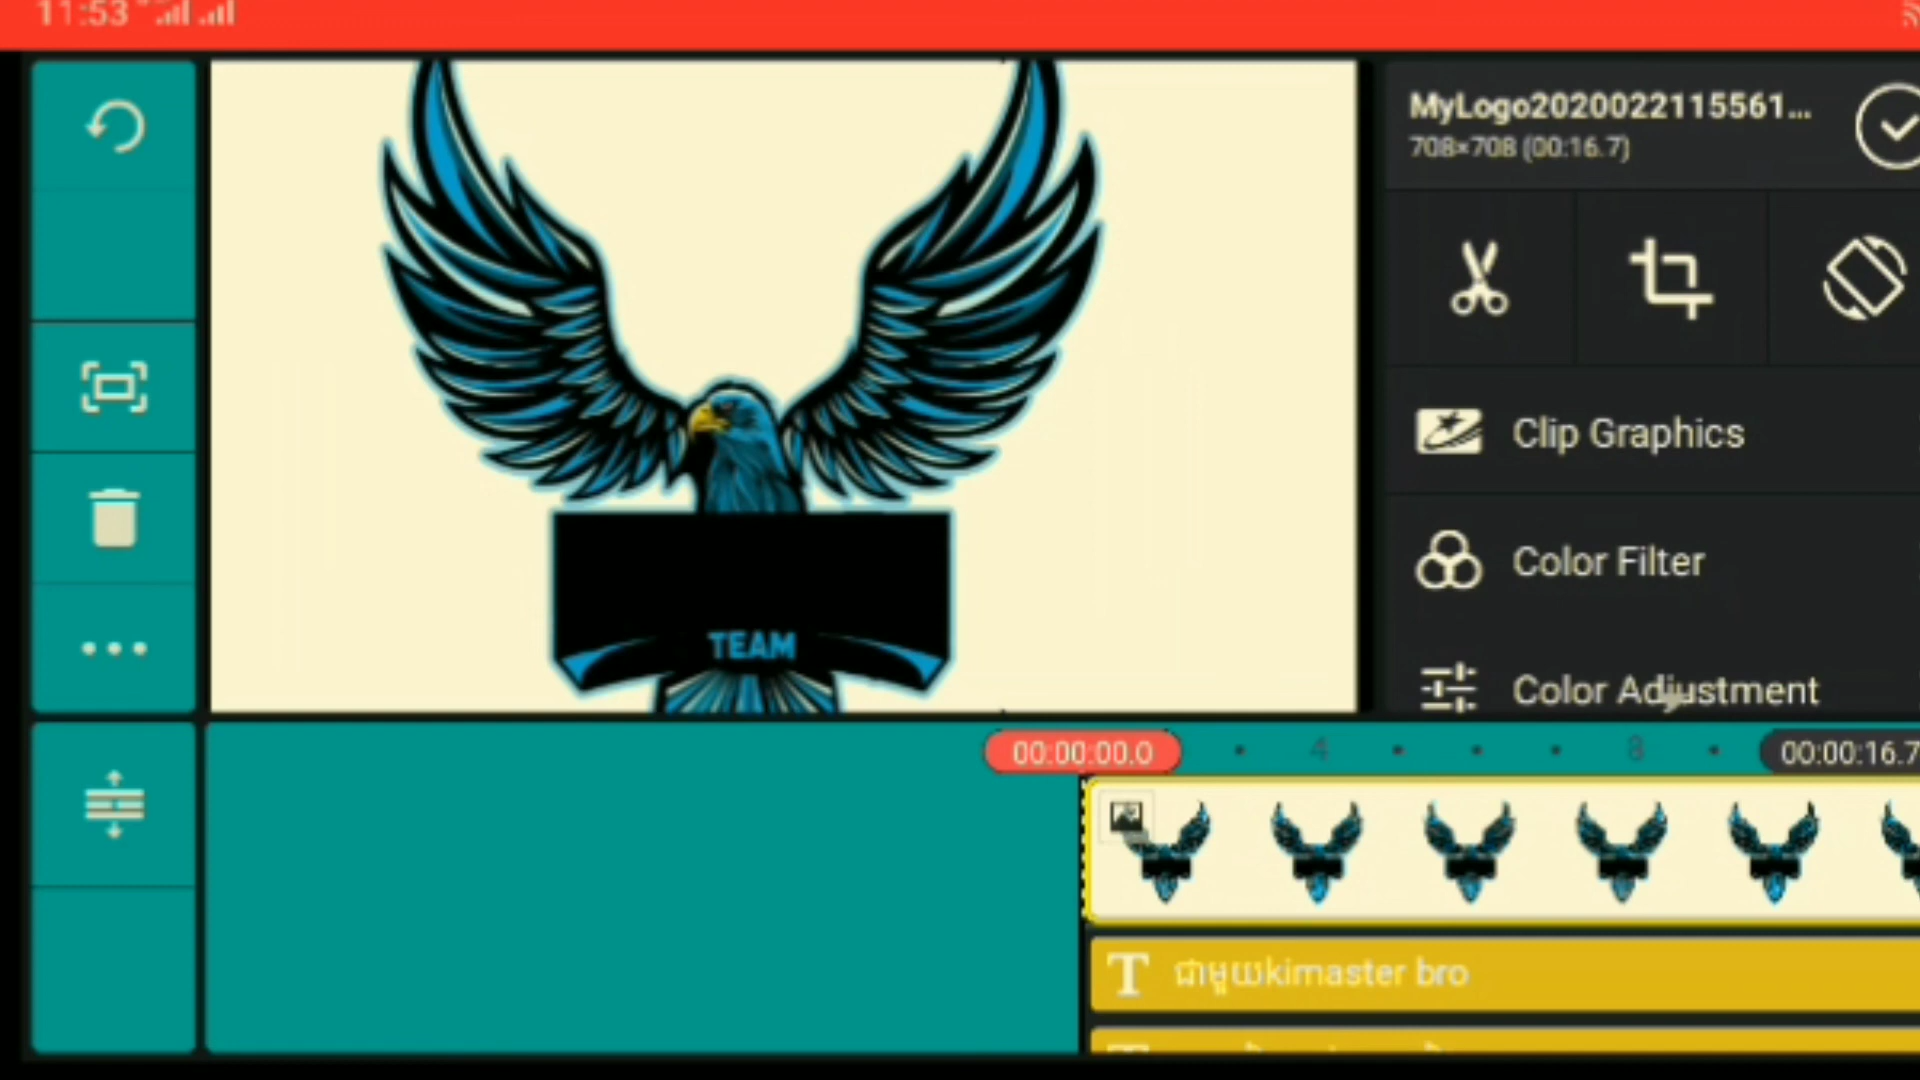 11:53
MyLogo2020022115561...
708×708 (00:16.7)
Clip Graphics
Color Filter
Color Adjustment
TEAM
00:00:00.0
4
8
00:00:16.7
ជាមួយkimaster bro